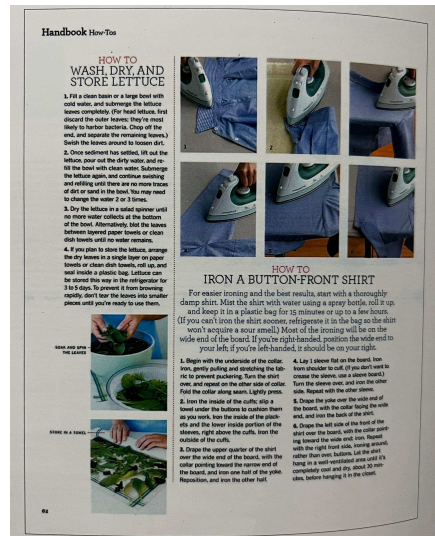 Handbook How-Tos
HOW TO
WASH, DRY, AND
STORE LETTUCE
1. Fill a clean basin or a large bowl with
cold water, and submerge the lettuce
leaves completely. (For head lettuce, first
discard the outer leaves; they're most
likely to harbor bacteria. Chop off the
end, and separate the remaining leaves.)
Swish the leaves around to loosen dirt.
2. Once sediment has settled, lift out the
lettuce, pour out the dirty water, and re-
fill the bowl with clean water. Submerge
the lettuce again, and continue swishing
and refilling until there are no more traces
of dirt or sand in the bowl. You may need
to change the water 2 or 3 times.
3. Dry the lettuce in a salad spinner until
no more water collects at the bottom
of the bowl. Alternatively, blot the leaves
between layered paper towels or clean
dish towels until no water remains.
4. If you plan to store the lettuce, arrange
the dry leaves in a single layer on paper
towels or clean dish towels, roll up, and
seal inside a plastic bag. Lettuce can
be stored this way in the refrigerator for
3 to 5 days. To prevent it from browning
rapidly, don't tear the leaves into smaller
pieces until you're ready to use them.
SOAK AND SPIN
THE LEAVES
STORE IN A TOWEL
62
1
2
HOW TO
IRON A BUTTON-FRONT SHIRT
For easier ironing and the best results, start with a thoroughly
damp shirt. Mist the shirt with water using a spray bottle, roll it up,
and keep it in a plastic bag for 15 minutes or up to a few hours.
(If you can't iron the shirt sooner, refrigerate it in the bag so the shirt
won't acquire a sour smell.) Most of the ironing will be on the
wide end of the board. If you're right-handed, position the wide end to
your left; if you're left-handed, it should be on your right.
1. Begin with the underside of the collar.
Iron, gently pulling and stretching the fab-
ric to prevent puckering. Turn the shirt
over, and repeat on the other side of collar.
Fold the collar along seam. Lightly press.
2. Iron the inside of the cuffs; slip a
towel under the buttons to cushion them
as you work. Iron the inside of the plack-
ets and the lower inside portion of the
sleeves, right above the cuffs. Iron the
outside of the cuffs.
3. Drape the upper quarter of the shirt
over the wide end of the board, with the
collar pointing toward the narrow end of
the board, and iron one half of the yoke.
Reposition, and iron the other half.
4. Lay 1 sleeve flat on the board. Iron
from shoulder to cuff. (If you don't want to
crease the sleeve, use a sleeve board.)
Turn the sleeve over, and iron the other
side. Repeat with the other sleeve.
5. Drape the yoke over the wide end of
the board, with the collar facing the wide
end, and iron the back of the shirt.
6. Drape the left side of the front of the
shirt over the board, with the collar point-
ing toward the wide end; iron. Repeat
with the right front side, ironing around,
rather than over, buttons. Let the shirt
hang in a well-ventilated area until it's
completely cool and dry, about 30 min-
utes, before hanging it in the closet.